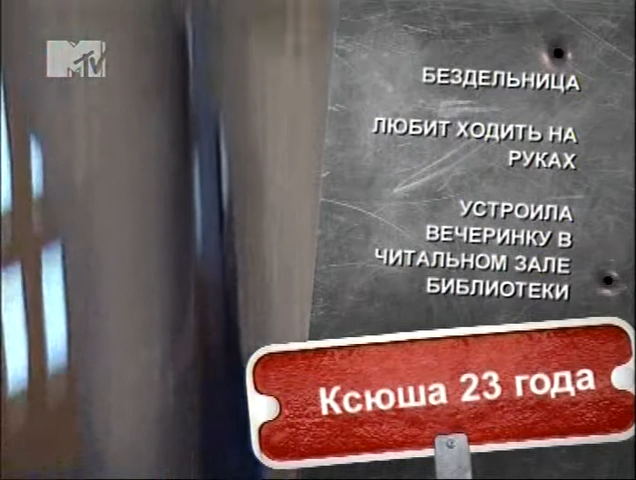 MTV
БЕЗДЕЛЬНИЦА
ЛЮБИТ ХОДИТЬ НА
РУКАХ
УСТРОИЛА
ВЕЧЕРИНКУ В
ЧИТАЛЬНОМ ЗАЛЕ
БИБЛИОТЕКИ
Ксюша 23 года